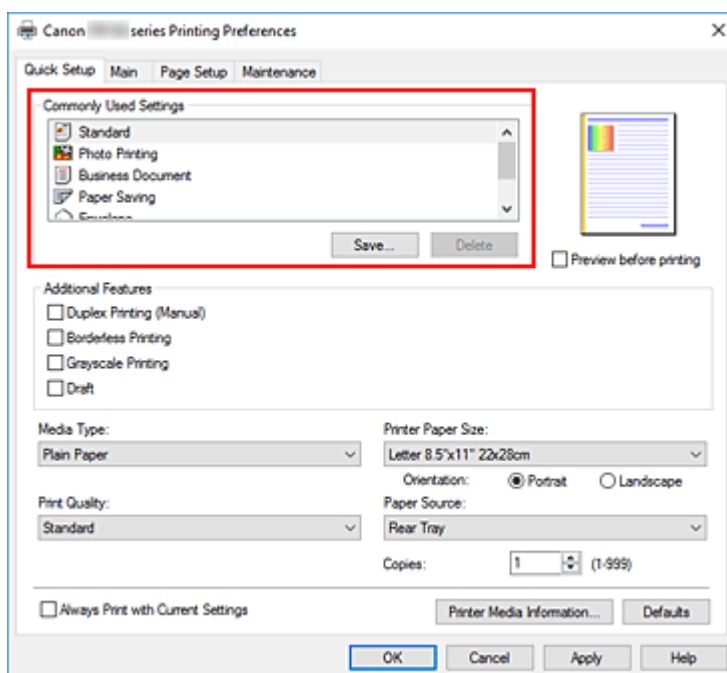 Canon series Printing Preferences
Quick Setup Main Page Setup Maintenance
Commonly Used Settings
Standard
Photo Printing
Business Document
Paper Saving
Save... Delete
Preview before printing
Additional Features
Duplex Printing (Manual)
Borderless Printing
Grayscale Printing
Draft
Media Type: Printer Paper Size:
Plain Paper Letter 8.5"x11" 22x28cm
Orientation: Portrait Landscape
Print Quality: Paper Source:
Standard Rear Tray
Copies: 1 (1-999)
Always Print with Current Settings Printer Media Information... Defaults
OK Cancel Apply Help